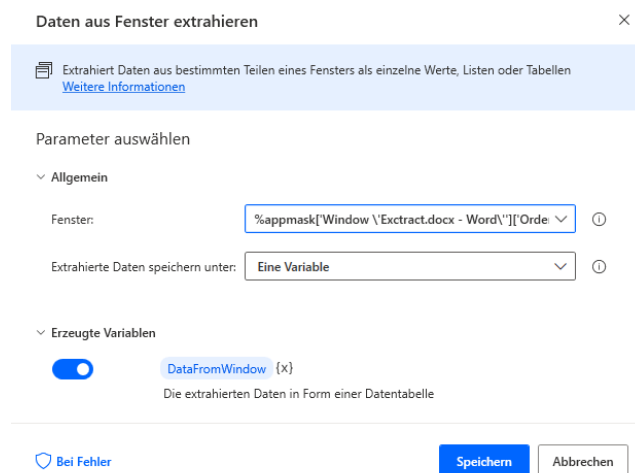 Daten aus Fenster extrahieren
Extrahiert Daten aus bestimmten Teilen eines Fensters als einzelne Werte, Listen oder Tabellen
Weitere Informationen
Parameter auswählen
Allgemein
Fenster: %appmask['Window \'Exctract.docx - Word\'']['Orde
Extrahierte Daten speichern unter: Eine Variable
Erzeugte Variablen
DataFromWindow {x}
Die extrahierten Daten in Form einer Datentabelle
Bei Fehler Speichern Abbrechen